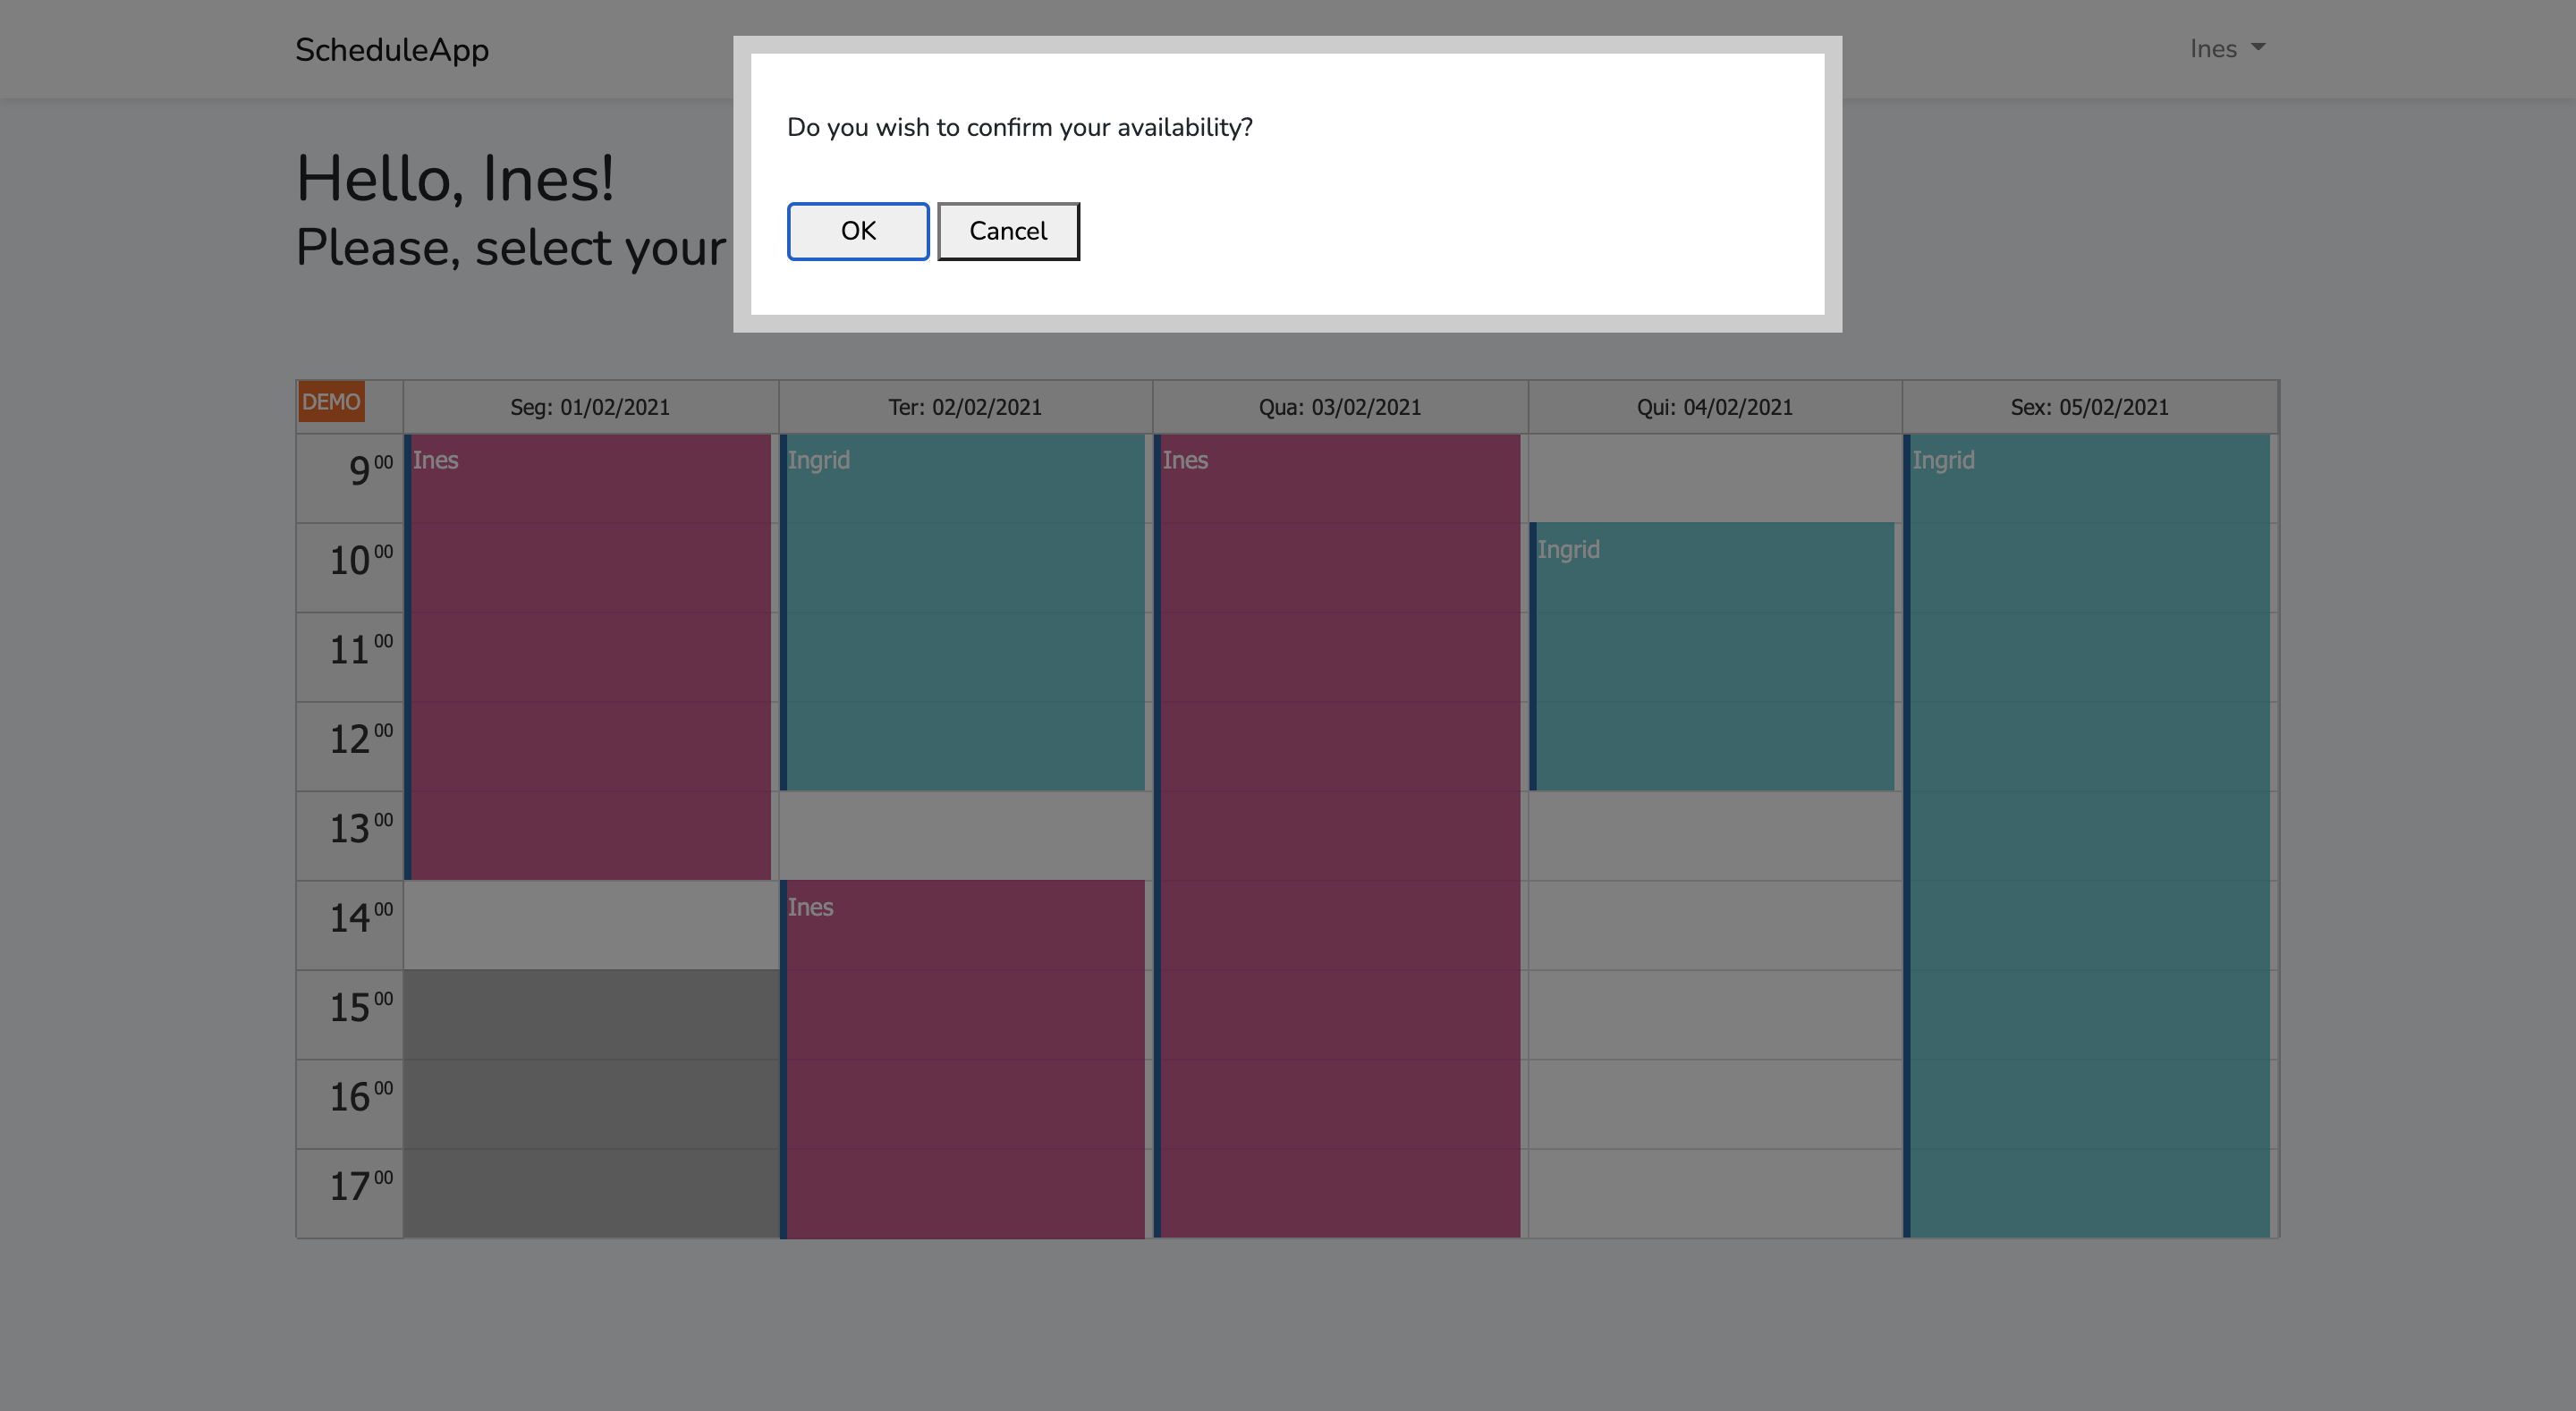 ScheduleApp
Ines
Do you wish to confirm your availability?
OK Cancel
Hello, Ines!
Please, select your
DEMO Seg: 01/02/2021 Ter: 02/02/2021 Qua: 03/02/2021 Qui: 04/02/2021 Sex: 05/02/2021
9 00 Ines Ingrid Ines Ingrid
10 00 Ingrid
11 00
12 00
13 00
14 00 Ines
15 00
16 00
17 00